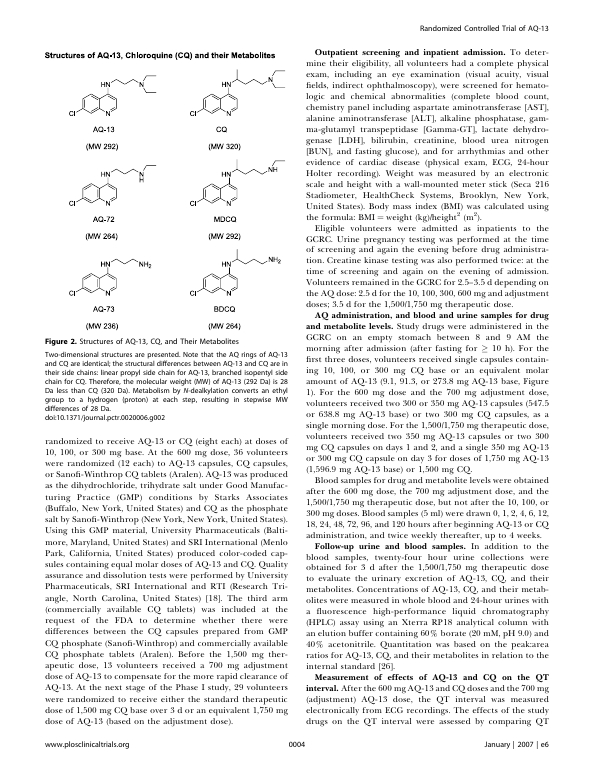 Randomized Controlled Trial of AQ-13
Structures of AQ-13, Chloroquine (CQ) and their Metabolites
HN
N
Cl
N
HN
N
Cl
N
AQ-13
CQ
(MW 292)
(MW 320)
HN
N
H
Cl
N
HN
NH
Cl
N
AQ-72
MDCQ
(MW 264)
(MW 292)
HN
NH2
Cl
N
HN
NH2
Cl
N
AQ-73
BDCQ
(MW 236)
(MW 264)
Figure 2. Structures of AQ-13, CQ, and Their Metabolites
Two-dimensional structures are presented. Note that the AQ rings of AQ-13
and CQ are identical; the structural differences between AQ-13 and CQ are in
their side chains: linear propyl side chain for AQ-13, branched isopentyl side
chain for CQ. Therefore, the molecular weight (MW) of AQ-13 (292 Da) is 28
Da less than CQ (320 Da). Metabolism by N-dealkylation converts an ethyl
group to a hydrogen (proton) at each step, resulting in stepwise MW
differences of 28 Da.
doi:10.1371/journal.pctr.0020006.g002
randomized to receive AQ-13 or CQ (eight each) at doses of
10, 100, or 300 mg base. At the 600 mg dose, 36 volunteers
were randomized (12 each) to AQ-13 capsules, CQ capsules,
or Sanofi-Winthrop CQ tablets (Aralen). AQ-13 was produced
as the dihydrochloride, trihydrate salt under Good Manufac-
turing Practice (GMP) conditions by Starks Associates
(Buffalo, New York, United States) and CQ as the phosphate
salt by Sanofi-Winthrop (New York, New York, United States).
Using this GMP material, University Pharmaceuticals (Balti-
more, Maryland, United States) and SRI International (Menlo
Park, California, United States) produced color-coded cap-
sules containing equal molar doses of AQ-13 and CQ. Quality
assurance and dissolution tests were performed by University
Pharmaceuticals, SRI International and RTI (Research Tri-
angle, North Carolina, United States) [18]. The third arm
(commercially available CQ tablets) was included at the
request of the FDA to determine whether there were
differences between the CQ capsules prepared from GMP
CQ phosphate (Sanofi-Winthrop) and commercially available
CQ phosphate tablets (Aralen). Before the 1,500 mg ther-
apeutic dose, 13 volunteers received a 700 mg adjustment
dose of AQ-13 to compensate for the more rapid clearance of
AQ-13. At the next stage of the Phase I study, 29 volunteers
were randomized to receive either the standard therapeutic
dose of 1,500 mg CQ base over 3 d or an equivalent 1,750 mg
dose of AQ-13 (based on the adjustment dose).
Outpatient screening and inpatient admission. To deter-
mine their eligibility, all volunteers had a complete physical
exam, including an eye examination (visual acuity, visual
fields, indirect ophthalmoscopy), were screened for hemato-
logic and chemical abnormalities (complete blood count,
chemistry panel including aspartate aminotransferase [AST],
alanine aminotransferase [ALT], alkaline phosphatase, gam-
ma-glutamyl transpeptidase [Gamma-GT], lactate dehydro-
genase [LDH], bilirubin, creatinine, blood urea nitrogen
[BUN], and fasting glucose), and for arrhythmias and other
evidence of cardiac disease (physical exam, ECG, 24-hour
Holter recording). Weight was measured by an electronic
scale and height with a wall-mounted meter stick (Seca 216
Stadiometer, HealthCheck Systems, Brooklyn, New York,
United States). Body mass index (BMI) was calculated using
the formula: BMI = weight (kg)/height² (m²).
Eligible volunteers were admitted as inpatients to the
GCRC. Urine pregnancy testing was performed at the time
of screening and again the evening before drug administra-
tion. Creatine kinase testing was also performed twice: at the
time of screening and again on the evening of admission.
Volunteers remained in the GCRC for 2.5–3.5 d depending on
the AQ dose: 2.5 d for the 10, 100, 300, 600 mg and adjustment
doses; 3.5 d for the 1,500/1,750 mg therapeutic dose.
AQ administration, and blood and urine samples for drug
and metabolite levels. Study drugs were administered in the
GCRC on an empty stomach between 8 and 9 AM the
morning after admission (after fasting for ≥ 10 h). For the
first three doses, volunteers received single capsules contain-
ing 10, 100, or 300 mg CQ base or an equivalent molar
amount of AQ-13 (9.1, 91.3, or 273.8 mg AQ-13 base, Figure
1). For the 600 mg dose and the 700 mg adjustment dose,
volunteers received two 300 or 350 mg AQ-13 capsules (547.5
or 638.8 mg AQ-13 base) or two 300 mg CQ capsules, as a
single morning dose. For the 1,500/1,750 mg therapeutic dose,
volunteers received two 350 mg AQ-13 capsules or two 300
mg CQ capsules on days 1 and 2, and a single 350 mg AQ-13
or 300 mg CQ capsule on day 3 for doses of 1,750 mg AQ-13
(1,596.9 mg AQ-13 base) or 1,500 mg CQ.
Blood samples for drug and metabolite levels were obtained
after the 600 mg dose, the 700 mg adjustment dose, and the
1,500/1,750 mg therapeutic dose, but not after the 10, 100, or
300 mg doses. Blood samples (5 ml) were drawn 0, 1, 2, 4, 6, 12,
18, 24, 48, 72, 96, and 120 hours after beginning AQ-13 or CQ
administration, and twice weekly thereafter, up to 4 weeks.
Follow-up urine and blood samples. In addition to the
blood samples, twenty-four hour urine collections were
obtained for 3 d after the 1,500/1,750 mg therapeutic dose
to evaluate the urinary excretion of AQ-13, CQ, and their
metabolites. Concentrations of AQ-13, CQ, and their metab-
olites were measured in whole blood and 24-hour urines with
a fluorescence high-performance liquid chromatography
(HPLC) assay using an Xterra RP18 analytical column with
an elution buffer containing 60% borate (20 mM, pH 9.0) and
40% acetonitrile. Quantitation was based on the peak:area
ratios for AQ-13, CQ, and their metabolites in relation to the
internal standard [26].
Measurement of effects of AQ-13 and CQ on the QT
interval. After the 600 mg AQ-13 and CQ doses and the 700 mg
(adjustment) AQ-13 dose, the QT interval was measured
electronically from ECG recordings. The effects of the study
drugs on the QT interval were assessed by comparing QT
www.plosclinicaltrials.org
0004
January | 2007 | e6